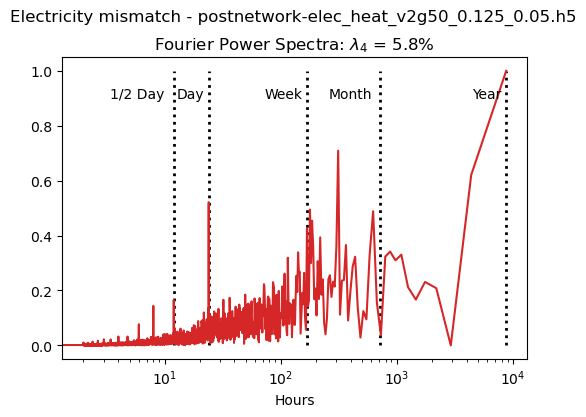 Electricity mismatch - postnetwork-elec_heat_v2g50_0.125_0.05.h5
Fourier Power Spectra: λ₄ = 5.8%
1/2 Day Day Week Month Year
1.0
0.8
0.6
0.4
0.2
0.0
10¹ 10² 10³ 10⁴
Hours